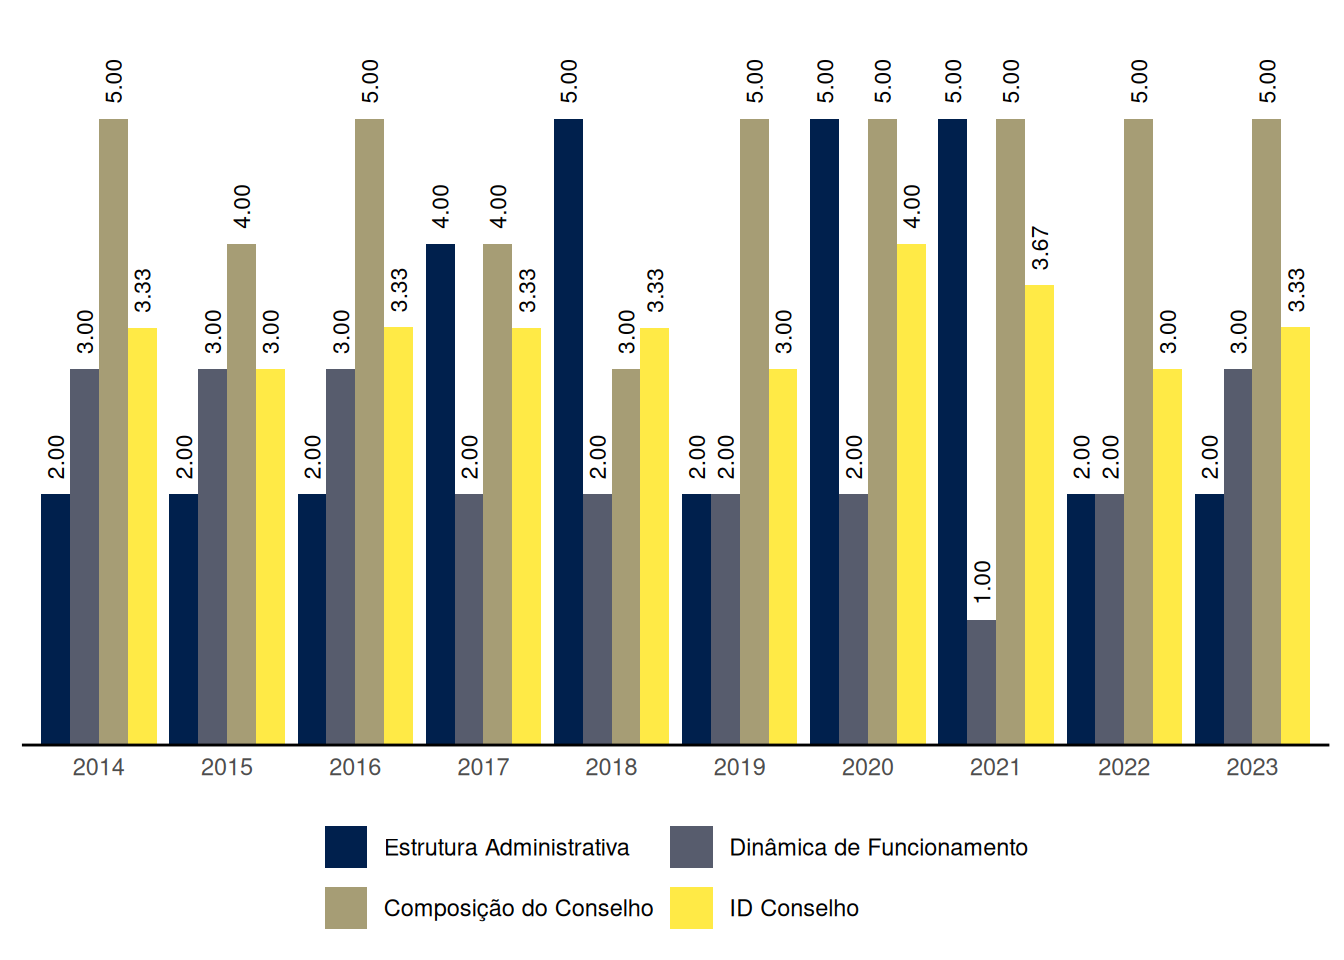 5.00 5.00 5.00 5.00 5.00 5.00 5.00 5.00 5.00 5.00
4.00 4.00 4.00 4.00
3.67
3.33 3.33 3.33 3.33 3.33
3.00 3.00 3.00 3.00 3.00 3.00 3.00 3.00
2.00 2.00 2.00 2.00 2.00 2.00 2.00 2.00 2.00 2.00 2.00
1.00
2014 2015 2016 2017 2018 2019 2020 2021 2022 2023
Estrutura Administrativa Dinâmica de Funcionamento
Composição do Conselho ID Conselho